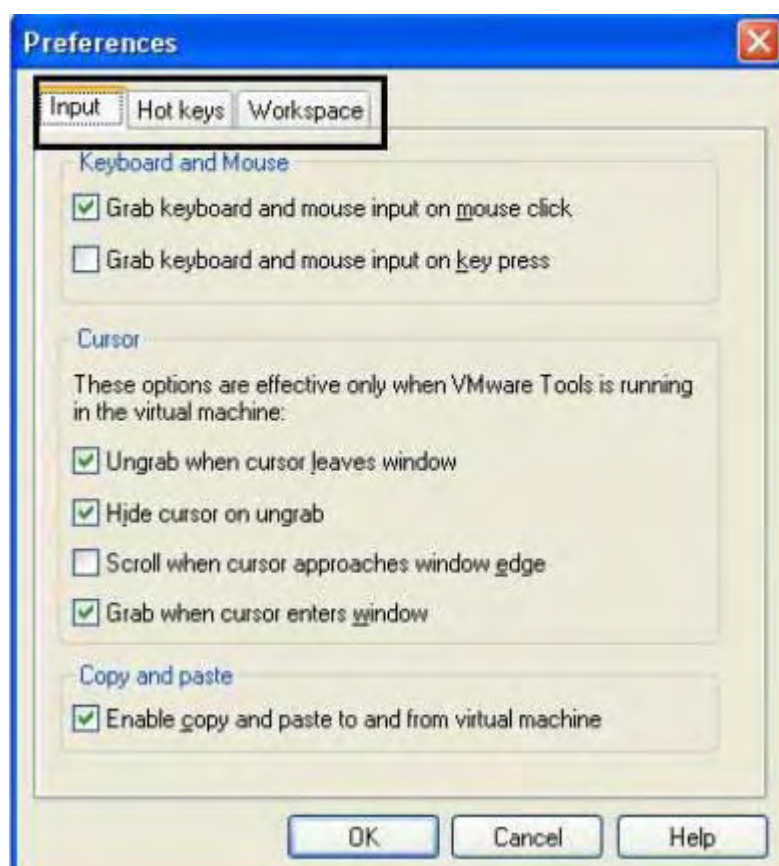 Preferences
Input Hot keys Workspace
Keyboard and Mouse
Grab keyboard and mouse input on mouse click
Grab keyboard and mouse input on key press
Cursor
These options are effective only when VMware Tools is running
in the virtual machine:
Ungrab when cursor leaves window
Hide cursor on ungrab
Scroll when cursor approaches window edge
Grab when cursor enters window
Copy and paste
Enable copy and paste to and from virtual machine
OK Cancel Help